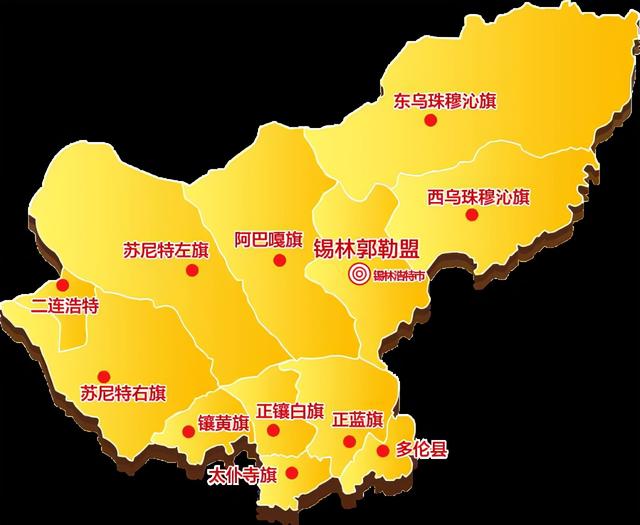 东乌珠穆沁旗
西乌珠穆沁旗
阿巴嘎旗
锡林郭勒盟
苏尼特左旗
锡林浩特市
二连浩特
苏尼特右旗
正镶白旗
镶黄旗
正蓝旗
多伦县
太仆寺旗